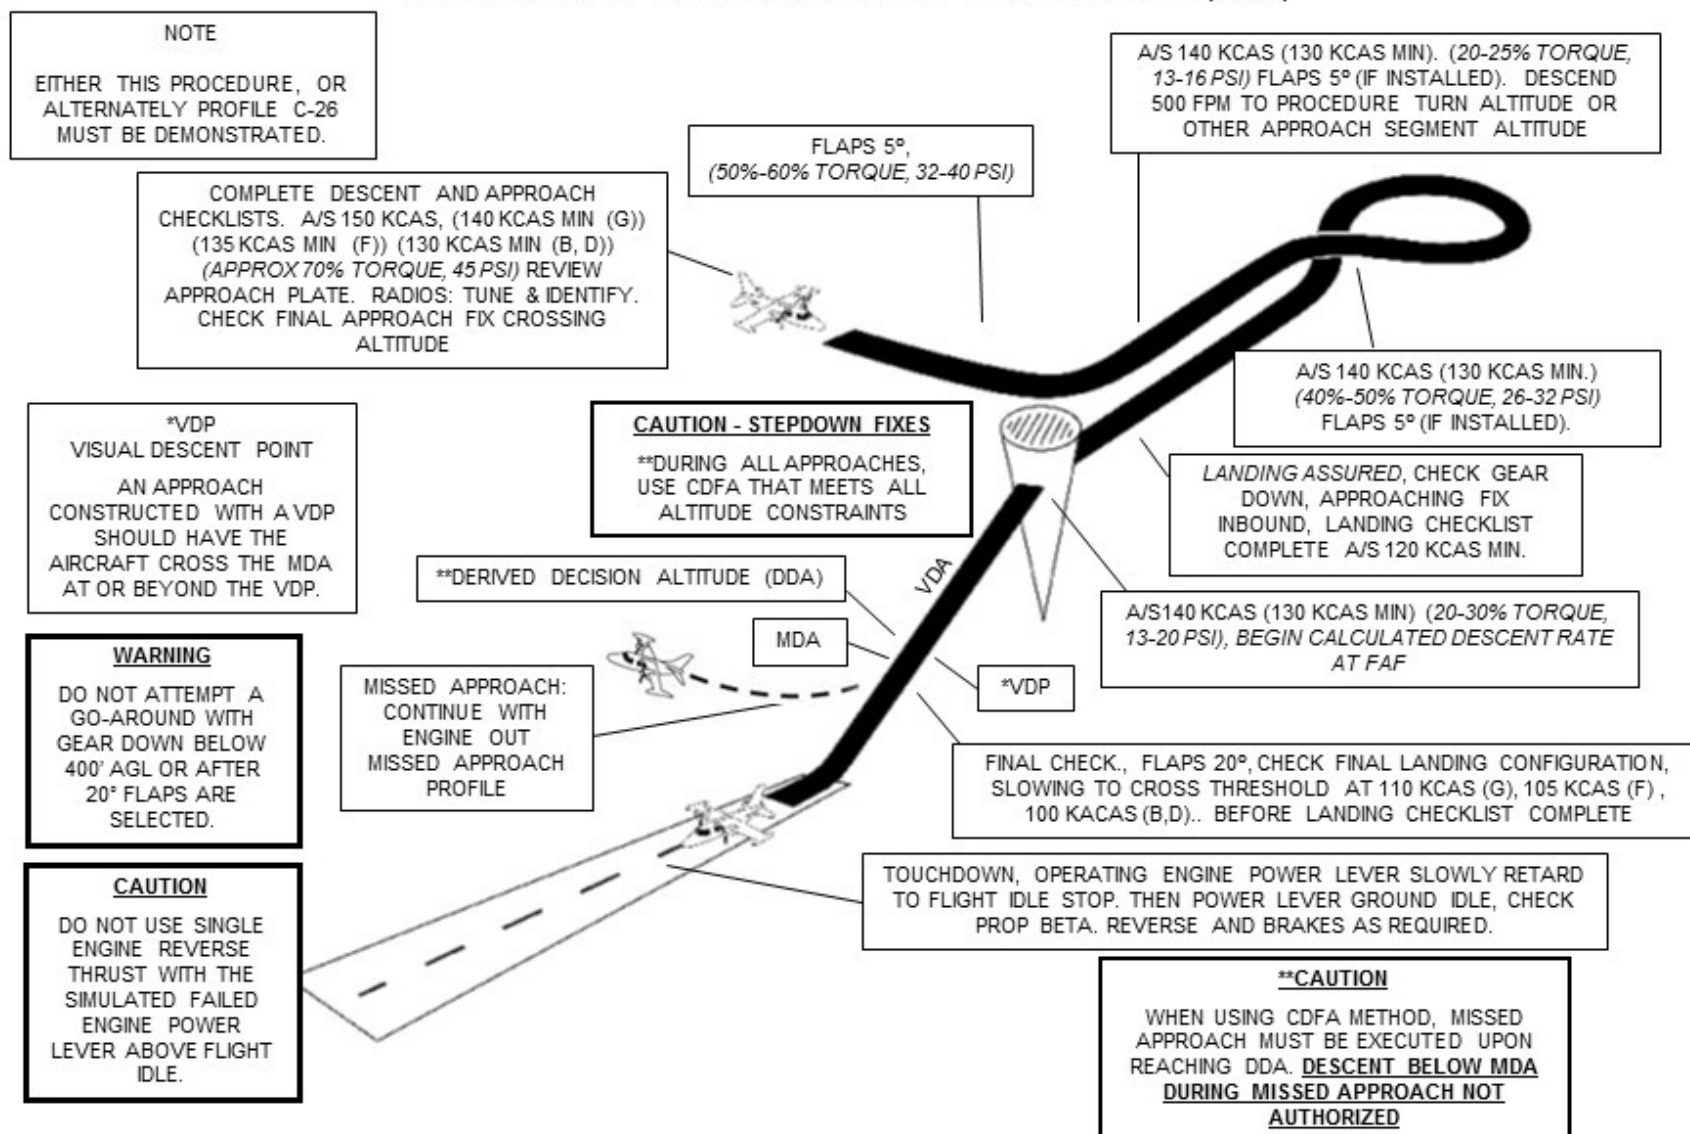 NOTE
EITHER THIS PROCEDURE, OR
ALTERNATELY PROFILE C-26
MUST BE DEMONSTRATED.
A/S 140 KCAS (130 KCAS MIN). (20-25% TORQUE,
13-16 PSI) FLAPS 5º (IF INSTALLED). DESCEND
500 FPM TO PROCEDURE TURN ALTITUDE OR
OTHER APPROACH SEGMENT ALTITUDE
FLAPS 5º,
(50%-60% TORQUE, 32-40 PSI)
COMPLETE DESCENT AND APPROACH
CHECKLISTS. A/S 150 KCAS, (140 KCAS MIN (G))
(135 KCAS MIN (F)) (130 KCAS MIN (B, D))
(APPROX 70% TORQUE, 45 PSI) REVIEW
APPROACH PLATE. RADIOS: TUNE & IDENTIFY.
CHECK FINAL APPROACH FIX CROSSING
ALTITUDE
A/S 140 KCAS (130 KCAS MIN.)
(40%-50% TORQUE, 26-32 PSI)
FLAPS 5º (IF INSTALLED).
*VDP
VISUAL DESCENT POINT
AN APPROACH
CONSTRUCTED WITH A VDP
SHOULD HAVE THE
AIRCRAFT CROSS THE MDA
AT OR BEYOND THE VDP.
CAUTION - STEPDOWN FIXES
**DURING ALL APPROACHES,
USE CDFA THAT MEETS ALL
ALTITUDE CONSTRAINTS
LANDING ASSURED, CHECK GEAR
DOWN, APPROACHING FIX
INBOUND, LANDING CHECKLIST
COMPLETE A/S 120 KCAS MIN.
**DERIVED DECISION ALTITUDE (DDA)
VDA
A/S140 KCAS (130 KCAS MIN) (20-30% TORQUE,
13-20 PSI), BEGIN CALCULATED DESCENT RATE
AT FAF
MDA
*VDP
WARNING
DO NOT ATTEMPT A
GO-AROUND WITH
GEAR DOWN BELOW
400' AGL OR AFTER
20° FLAPS ARE
SELECTED.
MISSED APPROACH:
CONTINUE WITH
ENGINE OUT
MISSED APPROACH
PROFILE
FINAL CHECK., FLAPS 20º, CHECK FINAL LANDING CONFIGURATION,
SLOWING TO CROSS THRESHOLD AT 110 KCAS (G), 105 KCAS (F) ,
100 KACAS (B,D).. BEFORE LANDING CHECKLIST COMPLETE
TOUCHDOWN, OPERATING ENGINE POWER LEVER SLOWLY RETARD
TO FLIGHT IDLE STOP. THEN POWER LEVER GROUND IDLE, CHECK
PROP BETA. REVERSE AND BRAKES AS REQUIRED.
CAUTION
DO NOT USE SINGLE
ENGINE REVERSE
THRUST WITH THE
SIMULATED FAILED
ENGINE POWER
LEVER ABOVE FLIGHT
IDLE.
**CAUTION
WHEN USING CDFA METHOD, MISSED
APPROACH MUST BE EXECUTED UPON
REACHING DDA. DESCENT BELOW MDA
DURING MISSED APPROACH NOT
AUTHORIZED